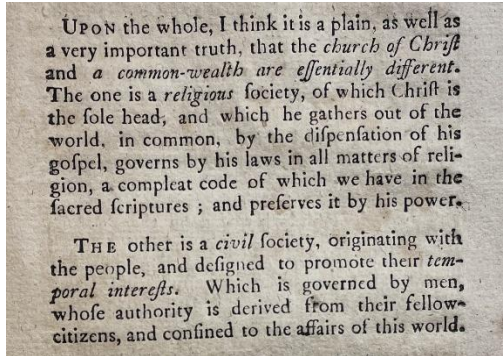 UPON the whole, I think it is a plain, as well as
a very important truth, that the church of Chriſt
and a common-wealth are eſſentially different.
The one is a religious ſociety, of which Chriſt is
the ſole head, and which he gathers out of the
world, in common, by the diſpenſation of his
goſpel, governs by his laws in all matters of reli-
gion, a compleat code of which we have in the
ſacred ſcriptures ; and preſerves it by his power.
THE other is a civil ſociety, originating with
the people, and deſigned to promote their tem-
poral intereſts. Which is governed by men,
whoſe authority is derived from their fellow-
citizens, and confined to the affairs of this world.